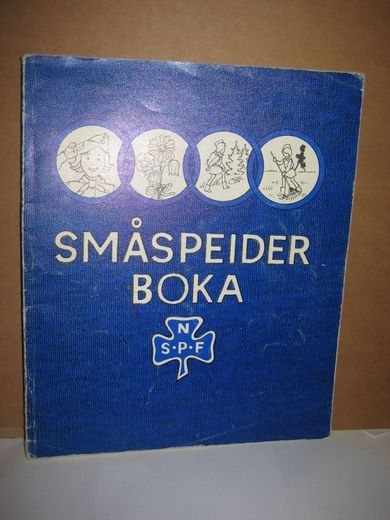 SMÅSPEIDER
BOKA
N
S·P·F